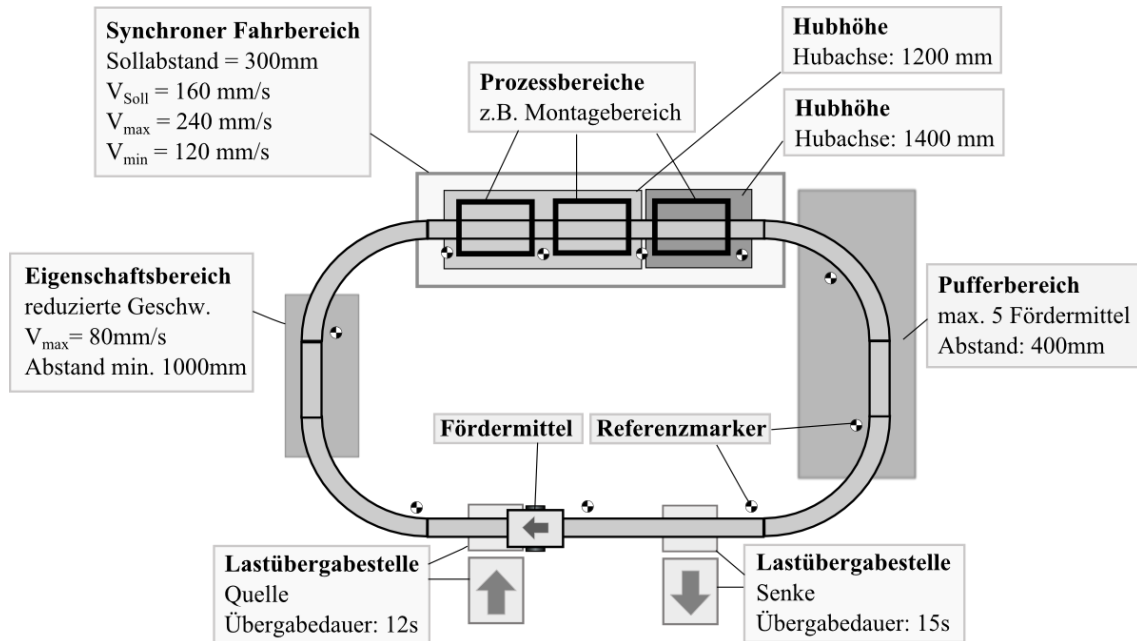 Synchroner Fahrbereich
Sollabstand = 300mm
VSoll = 160 mm/s
Vmax = 240 mm/s
Vmin = 120 mm/s
Prozessbereiche
z.B. Montagebereich
Hubhöhe
Hubachse: 1200 mm
Hubhöhe
Hubachse: 1400 mm
Eigenschaftsbereich
reduzierte Geschw.
Vmax= 80mm/s
Abstand min. 1000mm
Pufferbereich
max. 5 Fördermittel
Abstand: 400mm
Fördermittel
Referenzmarker
Lastübergabestelle
Quelle
Übergabedauer: 12s
Lastübergabestelle
Senke
Übergabedauer: 15s